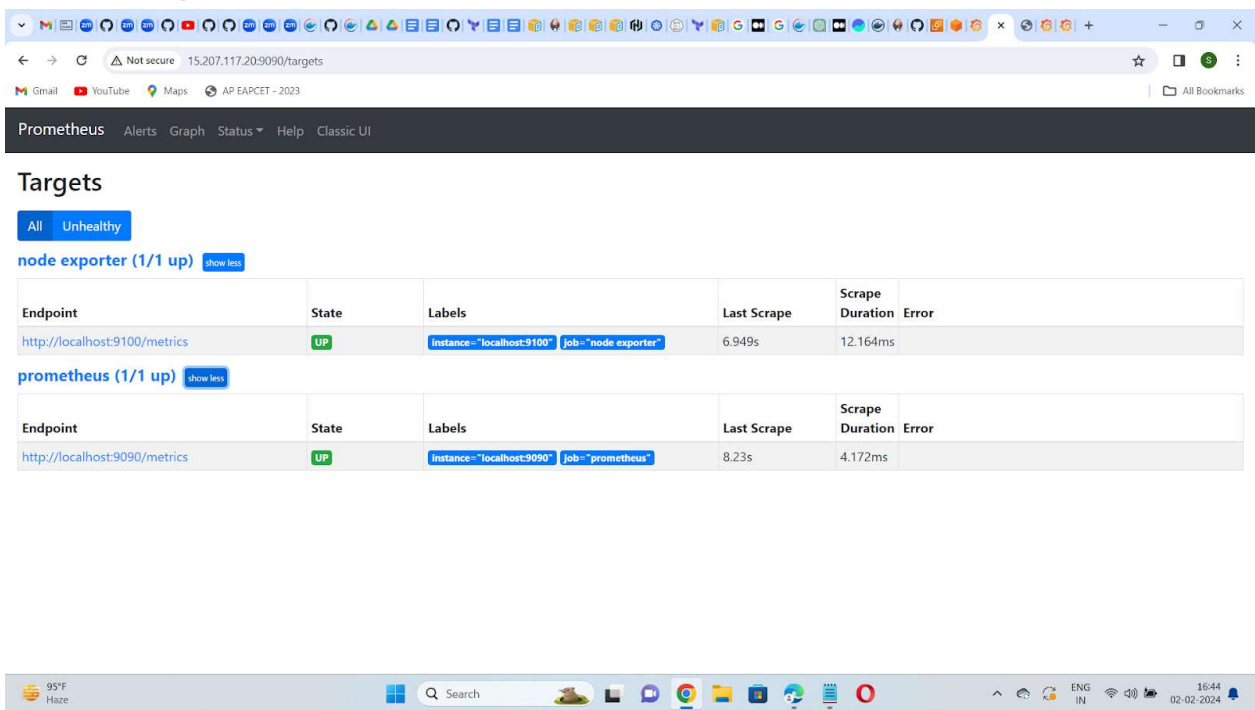 Not secure 15.207.117.20:9090/targets
S
Gmail YouTube Maps AP EAPCET - 2023 All Bookmarks
Prometheus Alerts Graph Status Help Classic UI
Targets
All Unhealthy
node exporter (1/1 up) show less
Endpoint State Labels Last Scrape Scrape Duration Error
http://localhost:9100/metrics UP instance="localhost:9100" job="node exporter" 6.949s 12.164ms
prometheus (1/1 up) show less
Endpoint State Labels Last Scrape Scrape Duration Error
http://localhost:9090/metrics UP instance="localhost:9090" job="prometheus" 8.23s 4.172ms
95°F
Haze
Search
ENG
IN
16:44
02-02-2024